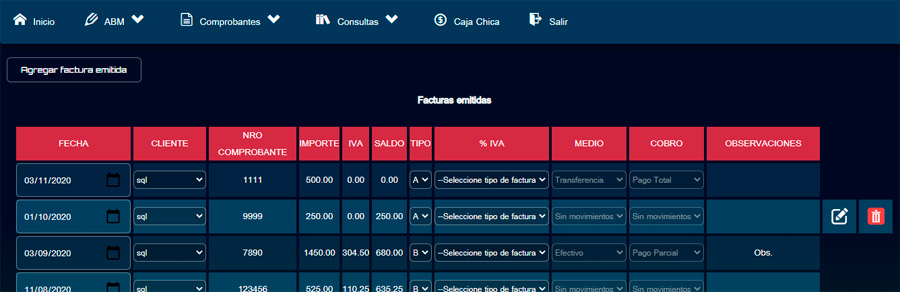 Inicio ABM Comprobantes Consultas Caja Chica Salir
Agregar factura emitida
Facturas emitidas
FECHA CLIENTE NRO COMPROBANTE IMPORTE IVA SALDO TIPO % IVA MEDIO COBRO OBSERVACIONES
03/11/2020 sql 1111 500.00 0.00 0.00 A --Seleccione tipo de factura Transferencia Pago Total
01/10/2020 sql 9999 250.00 0.00 250.00 A --Seleccione tipo de factura Sin movimientos Sin movimientos
03/09/2020 sql 7890 1450.00 304.50 680.00 B --Seleccione tipo de factura Efectivo Pago Parcial Obs.
11/08/2020 sql 123456 525.00 110.25 635.25 B --Seleccione tipo de factura Sin movimientos Sin movimientos